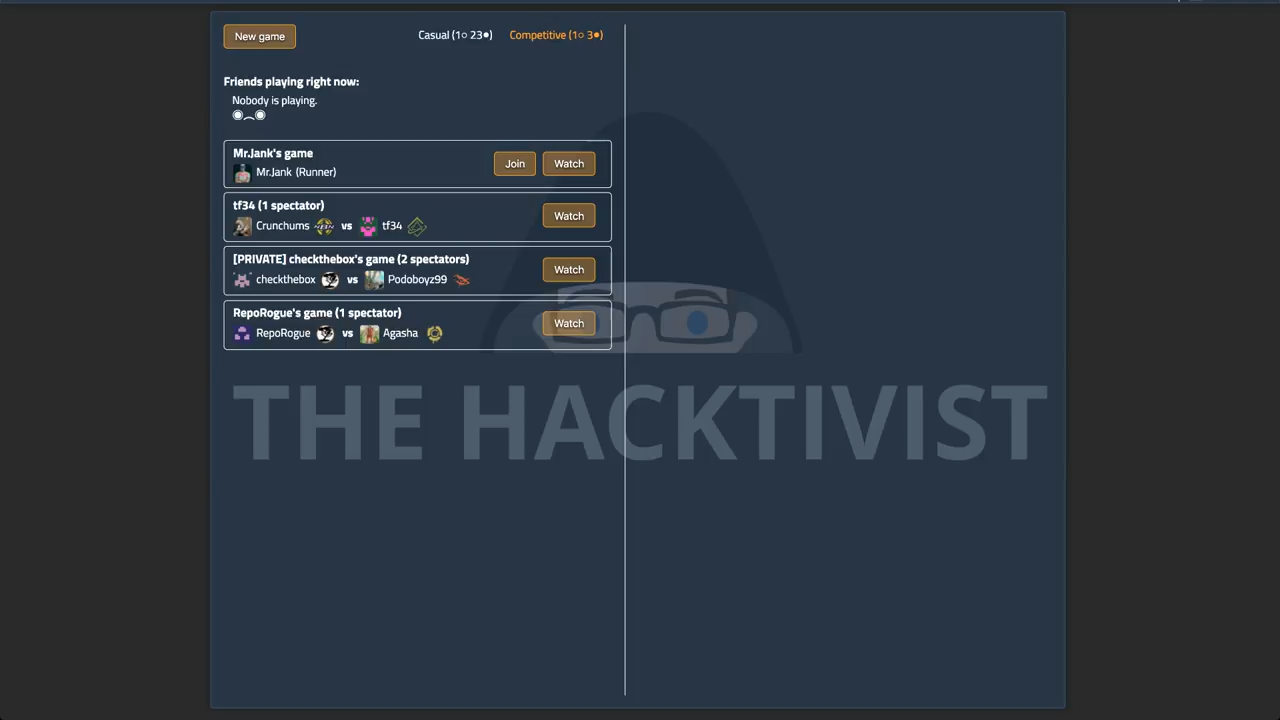 New game
Casual (1○ 23●)
Competitive (1○ 3●)
Friends playing right now:
Nobody is playing.
Mr.Jank's game
Mr.Jank (Runner)
Join
Watch
tf34 (1 spectator)
Crunchums vs tf34
Watch
[PRIVATE] checkthebox's game (2 spectators)
checkthebox vs Podoboyz99
Watch
RepoRogue's game (1 spectator)
RepoRogue vs Agasha
Watch
THE HACKTIVIST